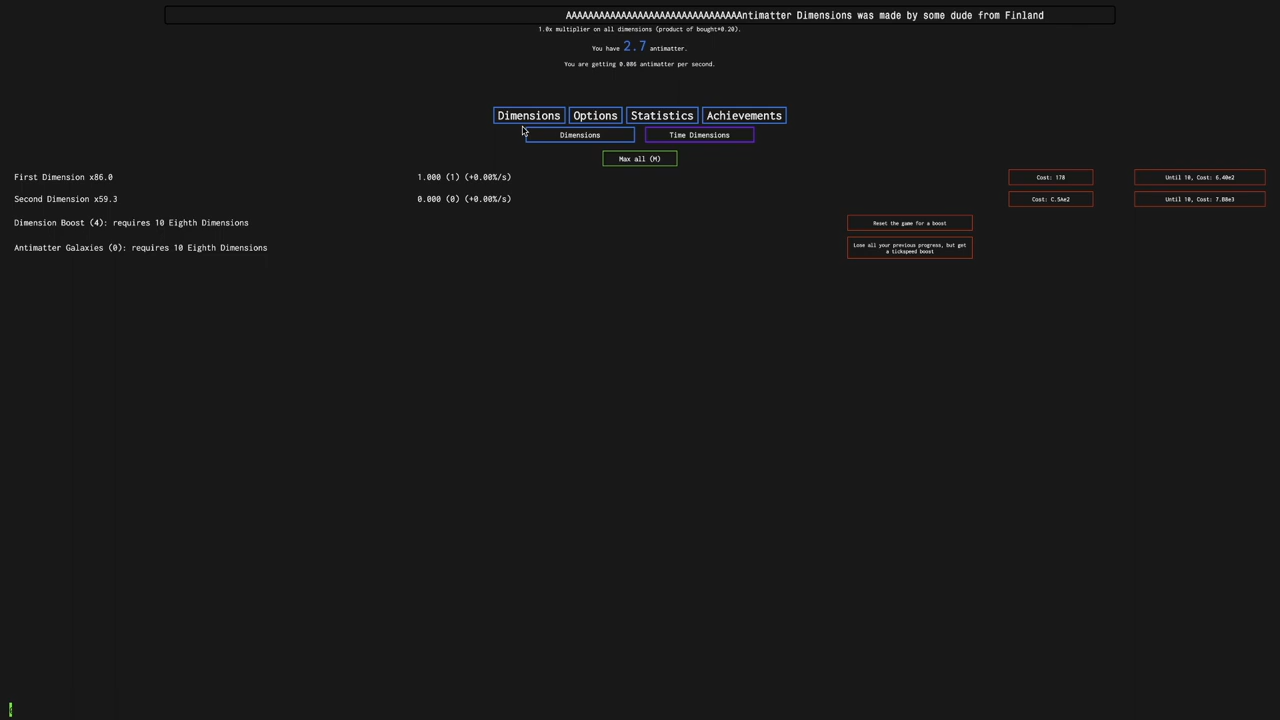 AAAAAAAAAAAAAAAAAAAAAAAAAAAAAAAAntimatter Dimensions was made by some dude from Finland
1.0x multiplier on all dimensions (product of bought*0.20).
You have 2.7 antimatter.
You are getting 0.086 antimatter per second.
Dimensions Options Statistics Achievements
Dimensions Time Dimensions
Max all (M)
First Dimension x86.0 1.000 (1) (+0.00%/s) Cost: 178 Until 10, Cost: 6.40e2
Second Dimension x59.3 0.000 (0) (+0.00%/s) Cost: C.5Ae2 Until 10, Cost: 7.B8e3
Dimension Boost (4): requires 10 Eighth Dimensions Reset the game for a boost
Antimatter Galaxies (0): requires 10 Eighth Dimensions Lose all your previous progress, but get
a tickspeed boost